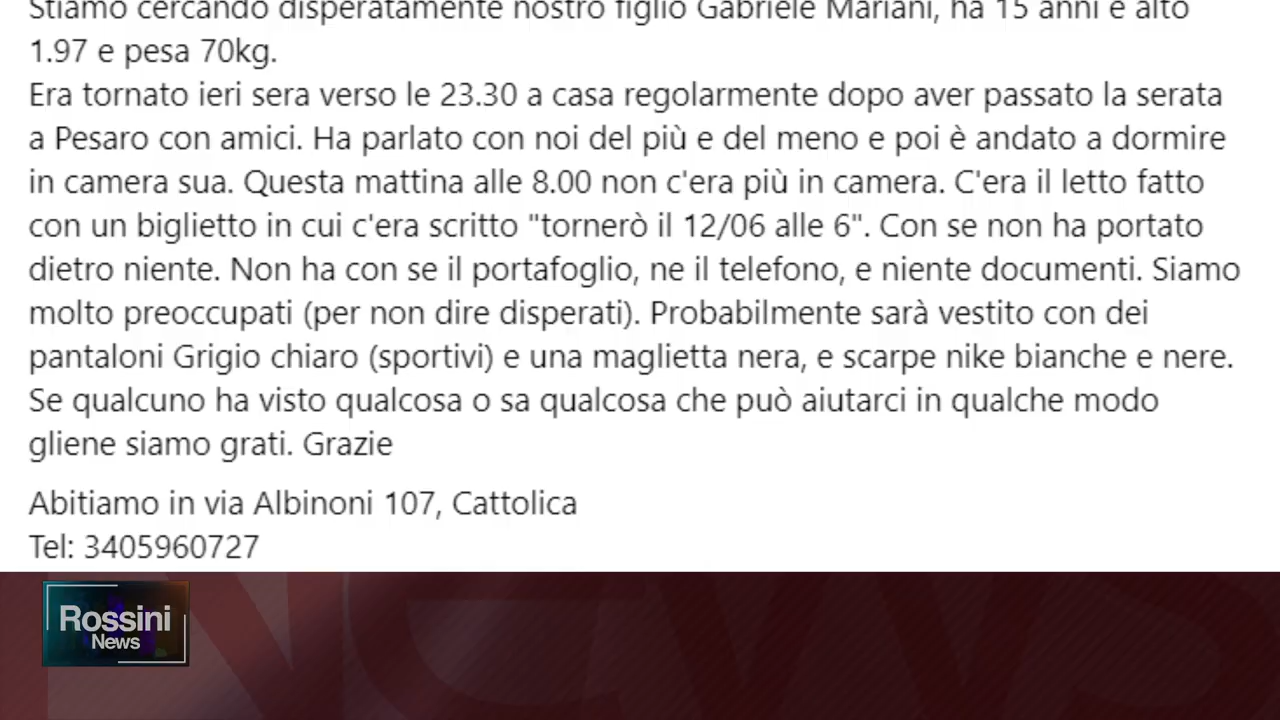 Stiamo cercando disperatamente nostro figlio Gabriele Mariani, ha 15 anni è alto
1.97 e pesa 70kg.
Era tornato ieri sera verso le 23.30 a casa regolarmente dopo aver passato la serata
a Pesaro con amici. Ha parlato con noi del più e del meno e poi è andato a dormire
in camera sua. Questa mattina alle 8.00 non c'era più in camera. C'era il letto fatto
con un biglietto in cui c'era scritto "tornerò il 12/06 alle 6". Con se non ha portato
dietro niente. Non ha con se il portafoglio, ne il telefono, e niente documenti. Siamo
molto preoccupati (per non dire disperati). Probabilmente sarà vestito con dei
pantaloni Grigio chiaro (sportivi) e una maglietta nera, e scarpe nike bianche e nere.
Se qualcuno ha visto qualcosa o sa qualcosa che può aiutarci in qualche modo
gliene siamo grati. Grazie
Abitiamo in via Albinoni 107, Cattolica
Tel: 3405960727
Rossini
News
NEWS